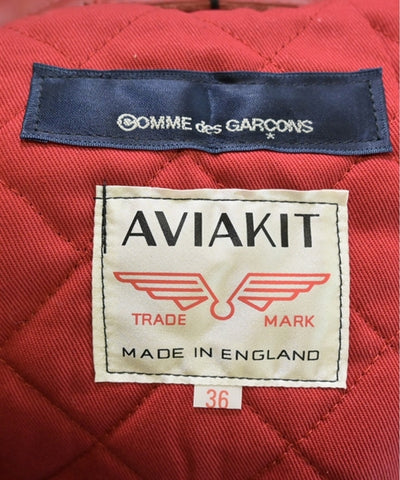 COMME des GARÇONS
*
AVIAKIT
TRADE MARK
MADE IN ENGLAND
36